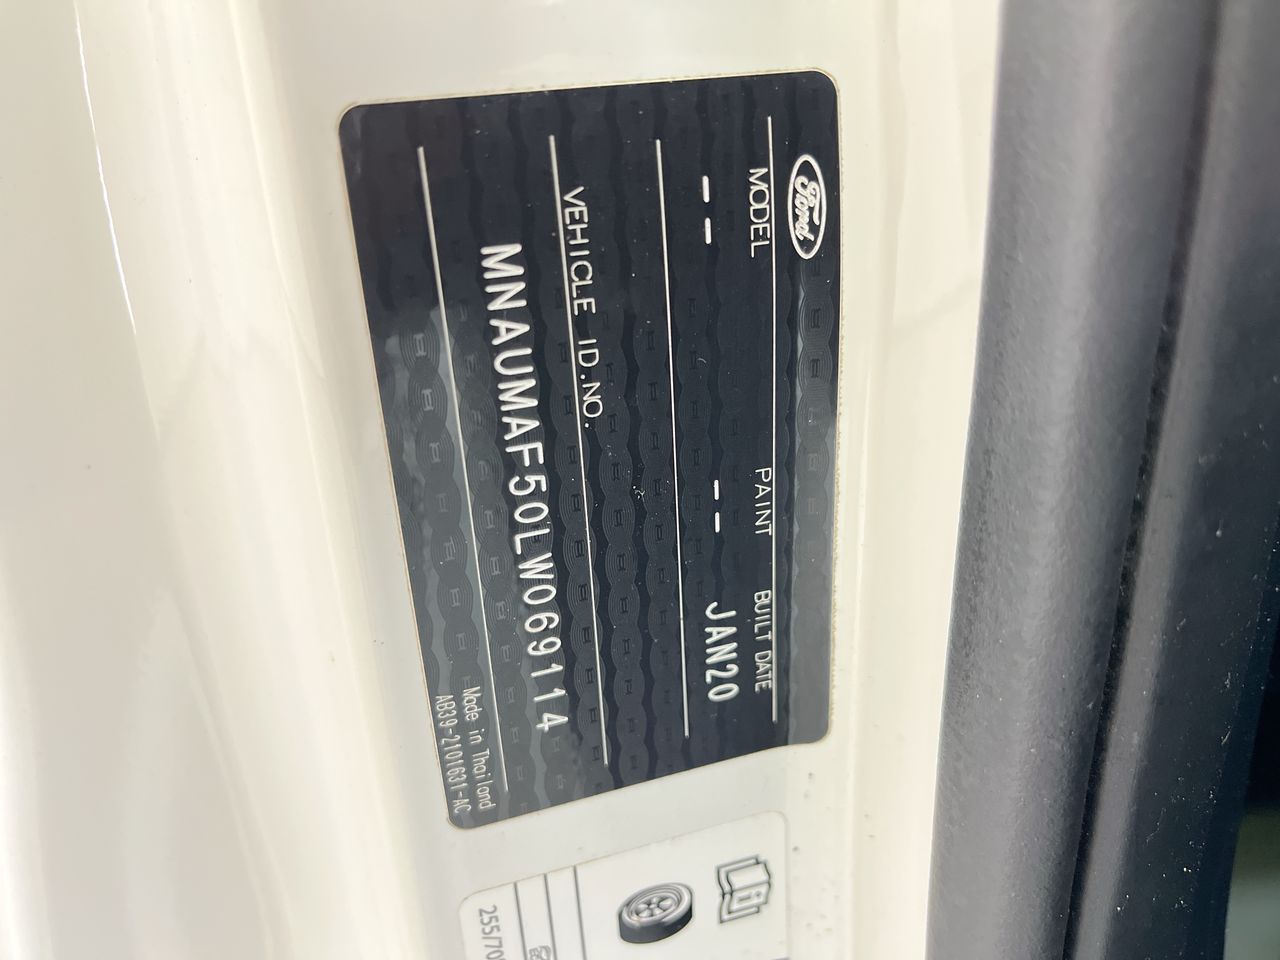 Ford
MODEL PAINT BUILT DATE
-- -- JAN20
VEHICLE ID.NO.
MNAUMAF50LW069114
Made in Thailand
AB39-2101631-AC
255/70